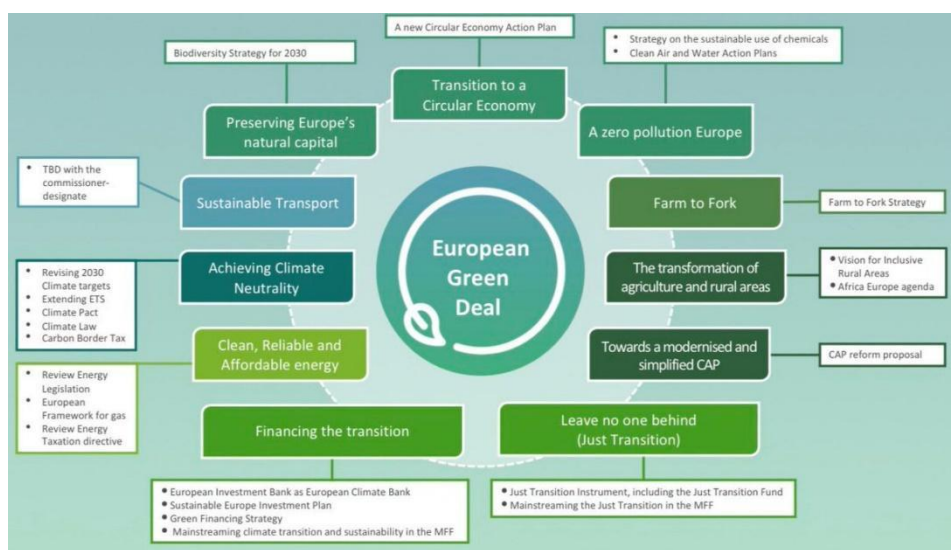 A new Circular Economy Action Plan
Transition to a
Circular Economy
Biodiversity Strategy for 2030
Preserving Europe's
natural capital
• Strategy on the sustainable use of chemicals
• Clean Air and Water Action Plans
A zero pollution Europe
• TBD with the
commissioner-
designate
Sustainable Transport
Farm to Fork
Farm to Fork Strategy
European
Green
Deal
• Revising 2030
Climate targets
• Extending ETS
• Climate Pact
• Climate Law
• Carbon Border Tax
Achieving Climate
Neutrality
The transformation of
agriculture and rural areas
• Vision for Inclusive
Rural Areas
• Africa Europe agenda
• Review Energy
Legislation
• European
Framework for gas
• Review Energy
Taxation directive
Clean, Reliable and
Affordable energy
Towards a modernised and
simplified CAP
CAP reform proposal
Financing the transition
• European Investment Bank as European Climate Bank
• Sustainable Europe Investment Plan
• Green Financing Strategy
• Mainstreaming climate transition and sustainability in the MFF
Leave no one behind
(Just Transition)
• Just Transition Instrument, including the Just Transition Fund
• Mainstreaming the Just Transition in the MFF